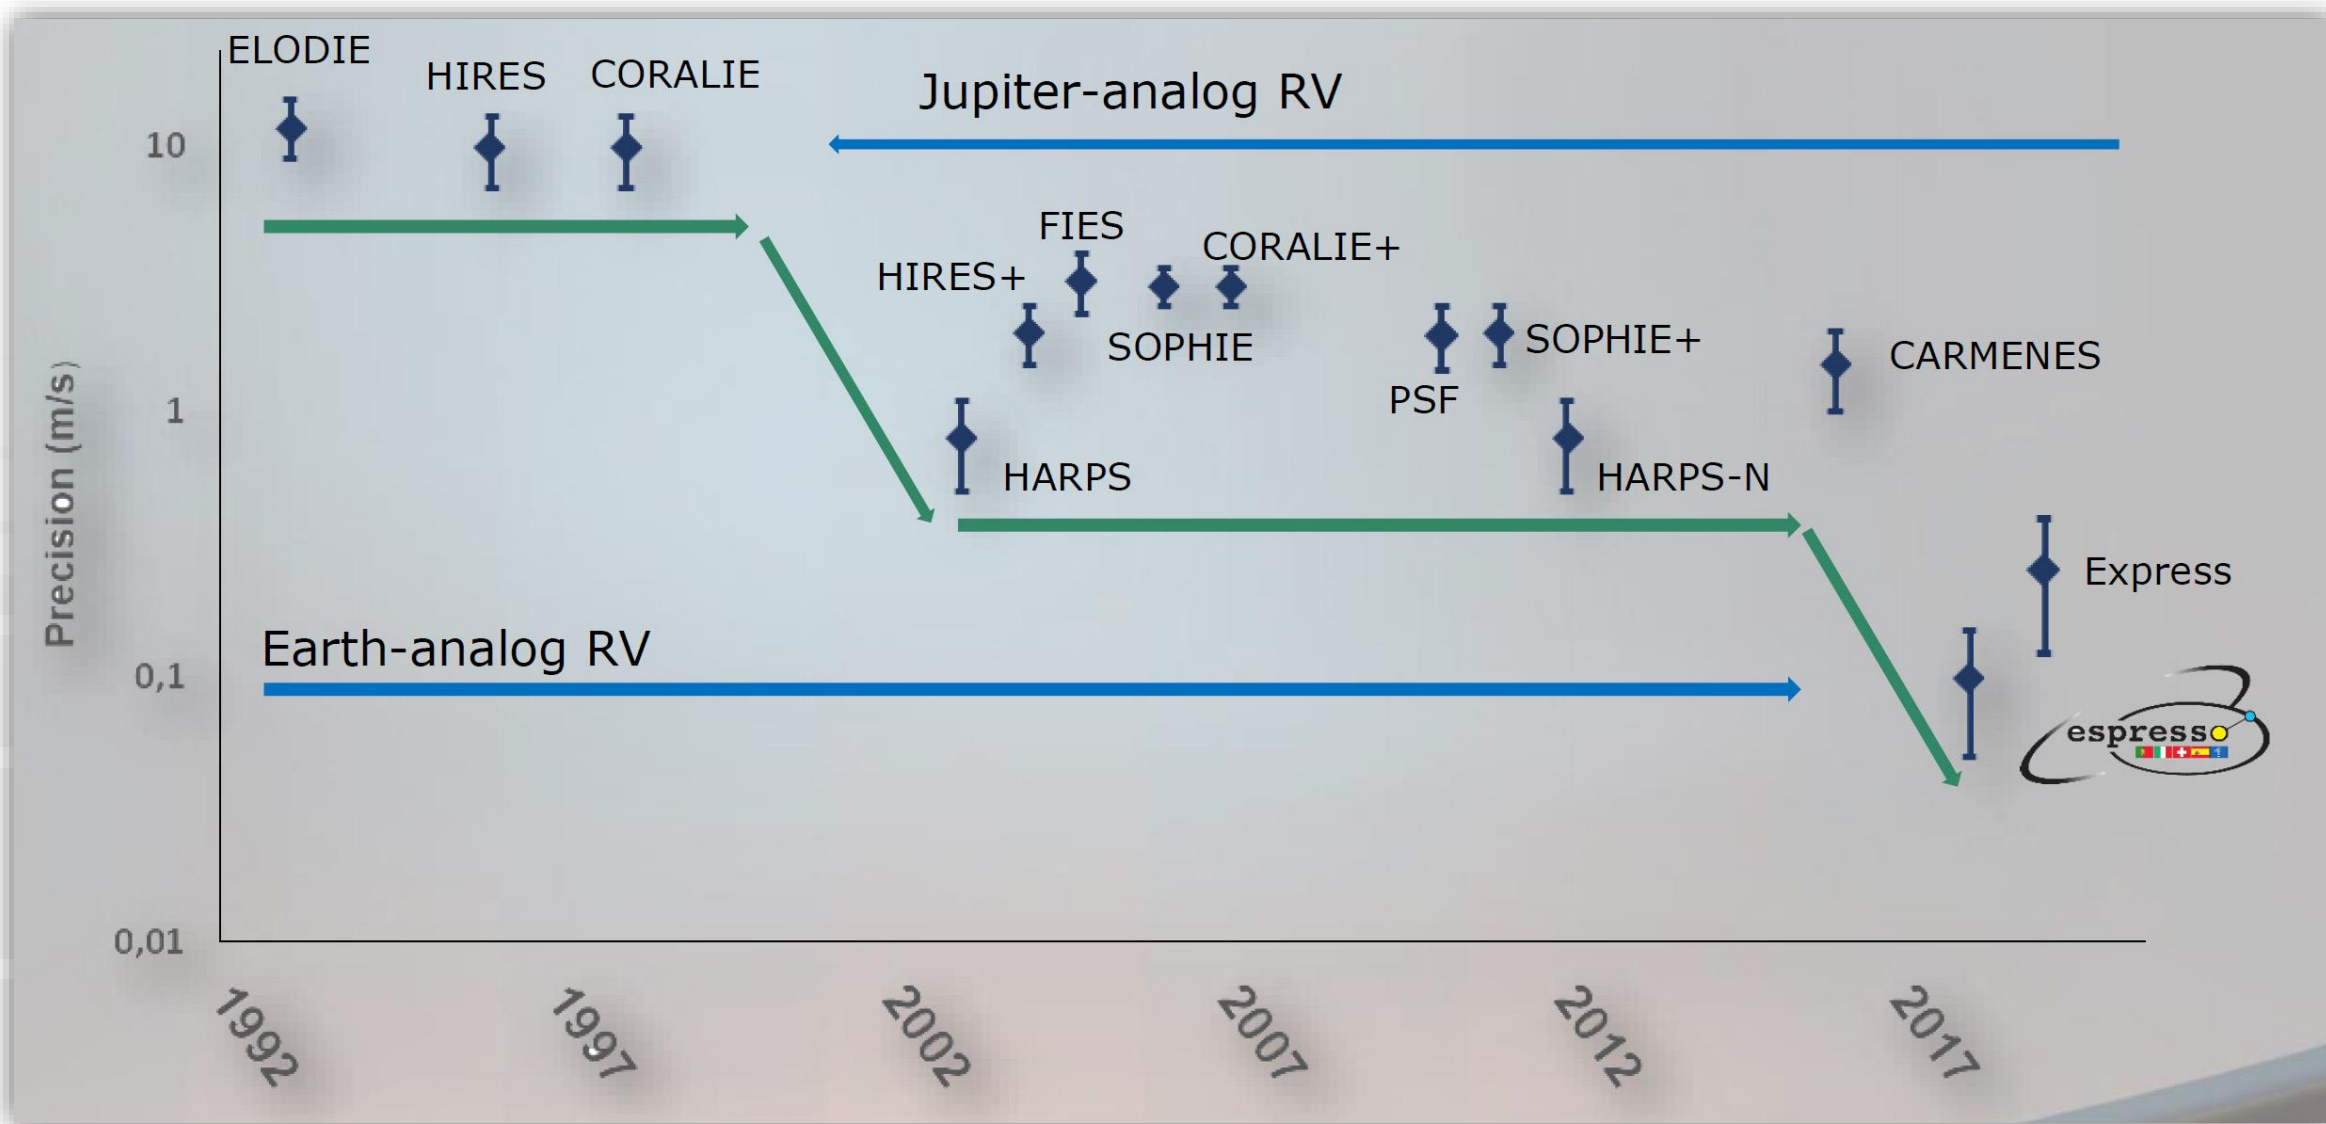 ELODIE
HIRES
CORALIE
Jupiter-analog RV
10
FIES
CORALIE+
HIRES+
SOPHIE
SOPHIE+
CARMENES
PSF
1
HARPS
HARPS-N
Precision (m/s)
Express
Earth-analog RV
0,1
espresso
0,01
1992
1997
2002
2007
2012
2017